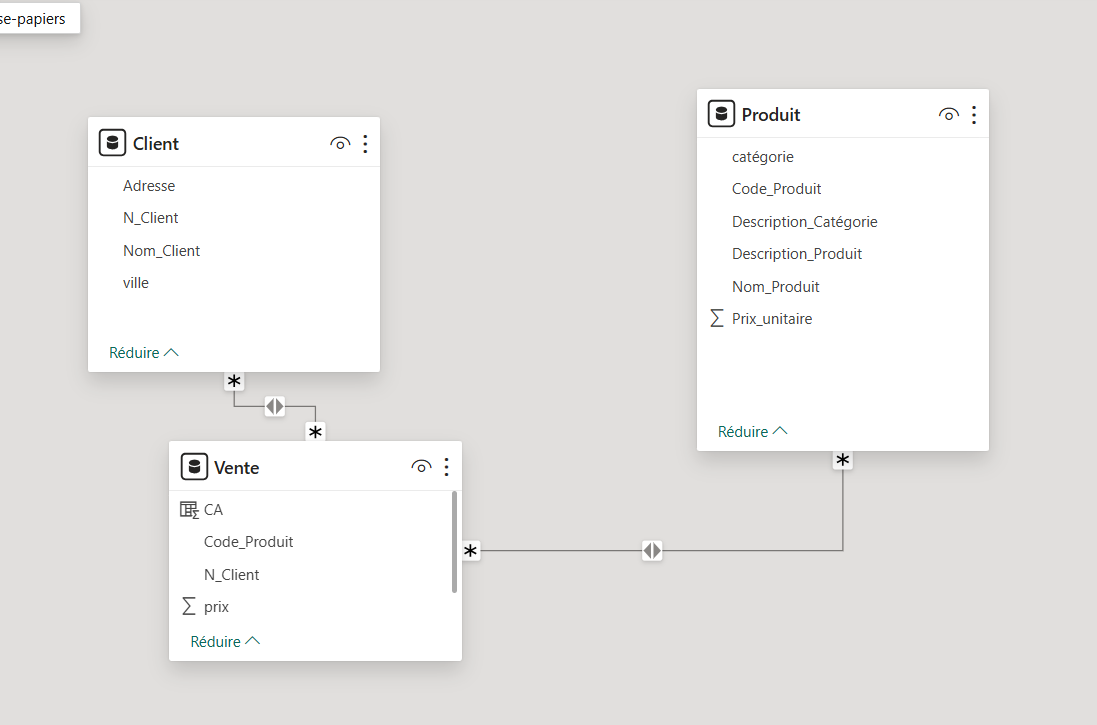 se-papiers
Client
Adresse
N_Client
Nom_Client
ville
Réduire
Produit
catégorie
Code_Produit
Description_Catégorie
Description_Produit
Nom_Produit
Prix_unitaire
Réduire
*
*
Vente
CA
Code_Produit
N_Client
prix
Réduire
*
*